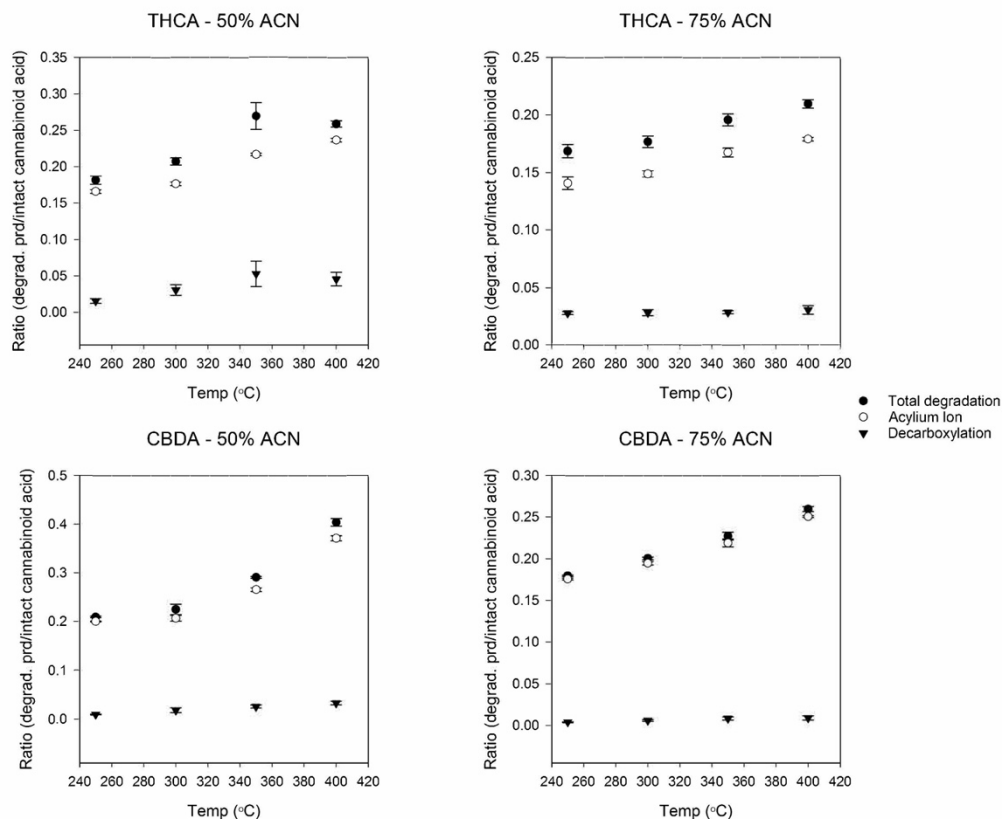 THCA - 50% ACN
Ratio (degrad. prd/intact cannabinoid acid)
0.35
0.30
0.25
0.20
0.15
0.10
0.05
0.00
240 260 280 300 320 340 360 380 400 420
Temp (°C)
THCA - 75% ACN
Ratio (degrad. prd/intact cannabinoid acid)
0.25
0.20
0.15
0.10
0.05
0.00
240 260 280 300 320 340 360 380 400 420
Temp (°C)
Total degradation
Acylium Ion
Decarboxylation
CBDA - 50% ACN
Ratio (degrad. prd/intact cannabinoid acid)
0.5
0.4
0.3
0.2
0.1
0.0
240 260 280 300 320 340 360 380 400 420
Temp (°C)
CBDA - 75% ACN
Ratio (degrad. prd/intact cannabinoid acid)
0.30
0.25
0.20
0.15
0.10
0.05
0.00
240 260 280 300 320 340 360 380 400 420
Temp (°C)